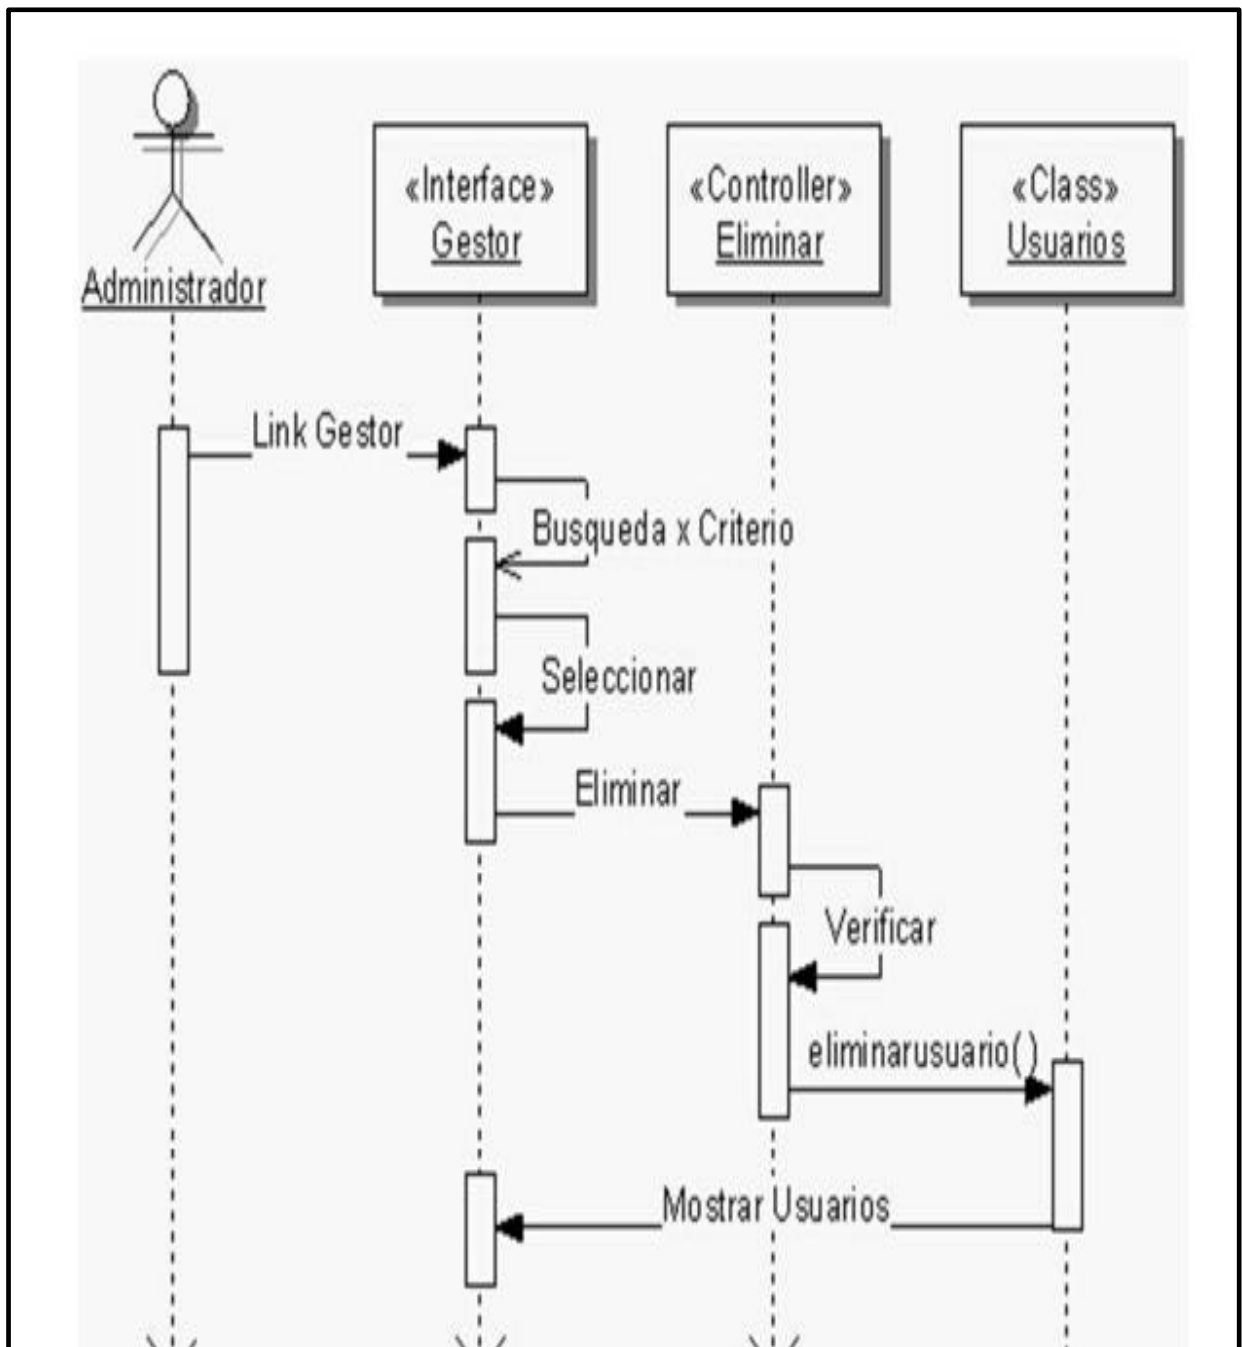 «Interface»
Gestor
«Controller»
Eliminar
«Class»
Usuarios
Administrador
Link Gestor
Busqueda x Criterio
Seleccionar
Eliminar
Verificar
eliminarusuario()
Mostrar Usuarios